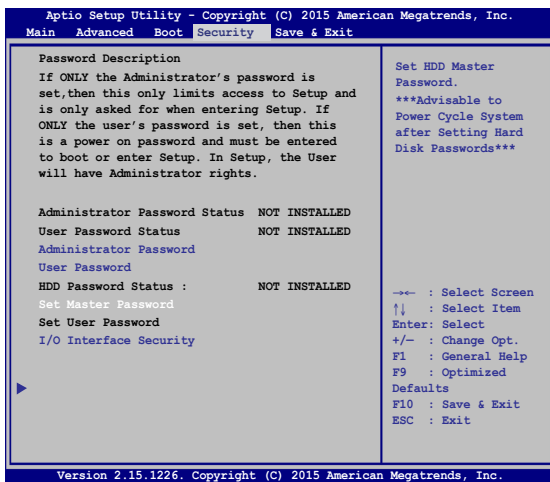 Aptio Setup Utility - Copyright (C) 2015 American Megatrends, Inc.
Main Advanced Boot Security Save & Exit
Password Description
If ONLY the Administrator's password is
set,then this only limits access to Setup and
is only asked for when entering Setup. If
ONLY the user's password is set, then this
is a power on password and must be entered
to boot or enter Setup. In Setup, the User
will have Administrator rights.
Administrator Password Status NOT INSTALLED
User Password Status NOT INSTALLED
Administrator Password
User Password
HDD Password Status : NOT INSTALLED
Set Master Password
Set User Password
I/O Interface Security
Set HDD Master
Password.
***Advisable to
Power Cycle System
after Setting Hard
Disk Passwords***
→← : Select Screen
↑↓ : Select Item
Enter: Select
+/— : Change Opt.
F1 : General Help
F9 : Optimized
Defaults
F10 : Save & Exit
ESC : Exit
Version 2.15.1226. Copyright (C) 2015 American Megatrends, Inc.